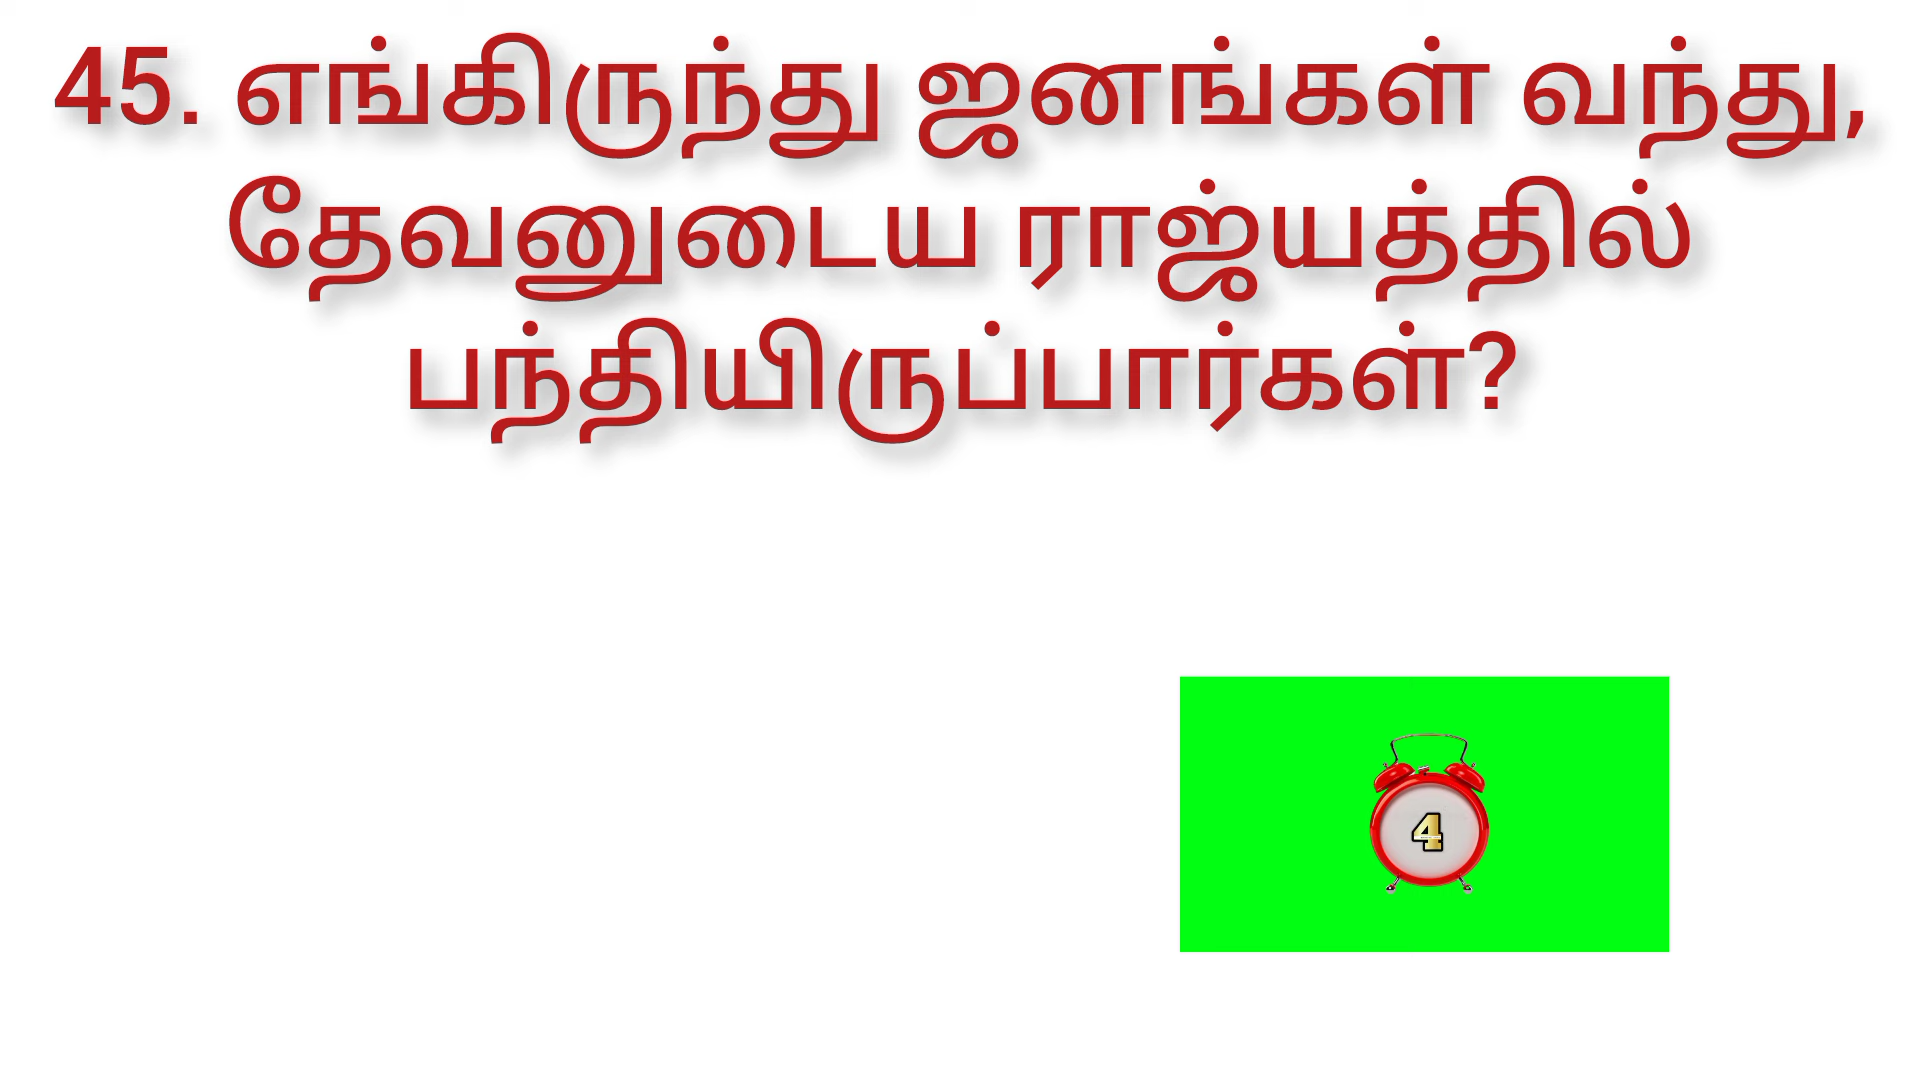 45. எங்கிருந்து ஜனங்கள் வந்து,
தேவனுடைய ராஜ்யத்தில்
பந்தியிருப்பார்கள்?
4